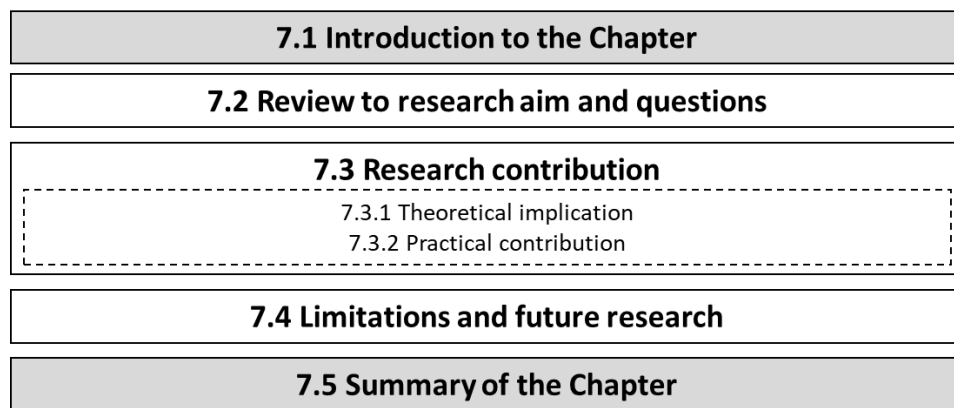 7.1 Introduction to the Chapter
7.2 Review to research aim and questions
7.3 Research contribution
7.3.1 Theoretical implication
7.3.2 Practical contribution
7.4 Limitations and future research
7.5 Summary of the Chapter